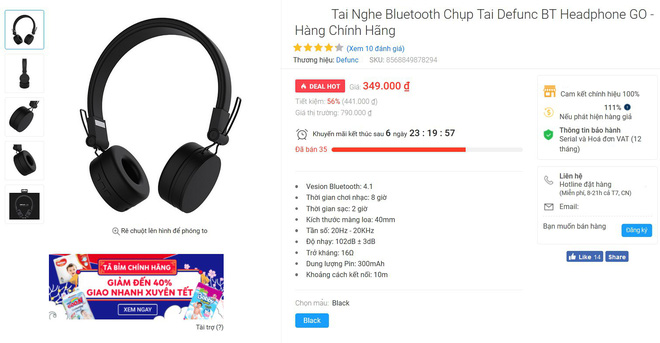 Tai Nghe Bluetooth Chụp Tai Defunc BT Headphone GO -
Hàng Chính Hãng
(Xem 10 đánh giá)
Thương hiệu: Defunc SKU: 8568849878294
DEAL HOT Giá: 349.000 ₫
Tiết kiệm: 56% (441.000 ₫)
Giá thị trường: 790.000 ₫
Khuyến mãi kết thúc sau 6 ngày 23 : 19 : 57
Đã bán 35
Vesion Bluetooth: 4.1
Thời gian chơi nhạc: 8 giờ
Thời gian sạc: 2 giờ
Kích thước màng loa: 40mm
Tần số: 20Hz - 20KHz
Độ nhạy: 102dB ± 3dB
Trở kháng: 16Ω
Dung lượng Pin: 300mAh
Khoảng cách kết nối: 10m
Chọn mầu: Black
Black
Cam kết chính hiệu 100%
111%
Nếu phát hiện hàng giả
Thông tin bảo hành
Serial và Hoá đơn VAT (12
tháng)
Liên hệ
Hotline đặt hàng
(Miễn phí, 8-21h cả T7, CN)
Email:
Bạn muốn bán hàng
Đăng ký
Like 14 Share
Rê chuột lên hình để phóng to
TÃ BỈM CHÍNH HÃNG
GIẢM ĐẾN 40%
GIAO NHANH XUYÊN TẾT
XEM NGAY
Tài trợ (?)